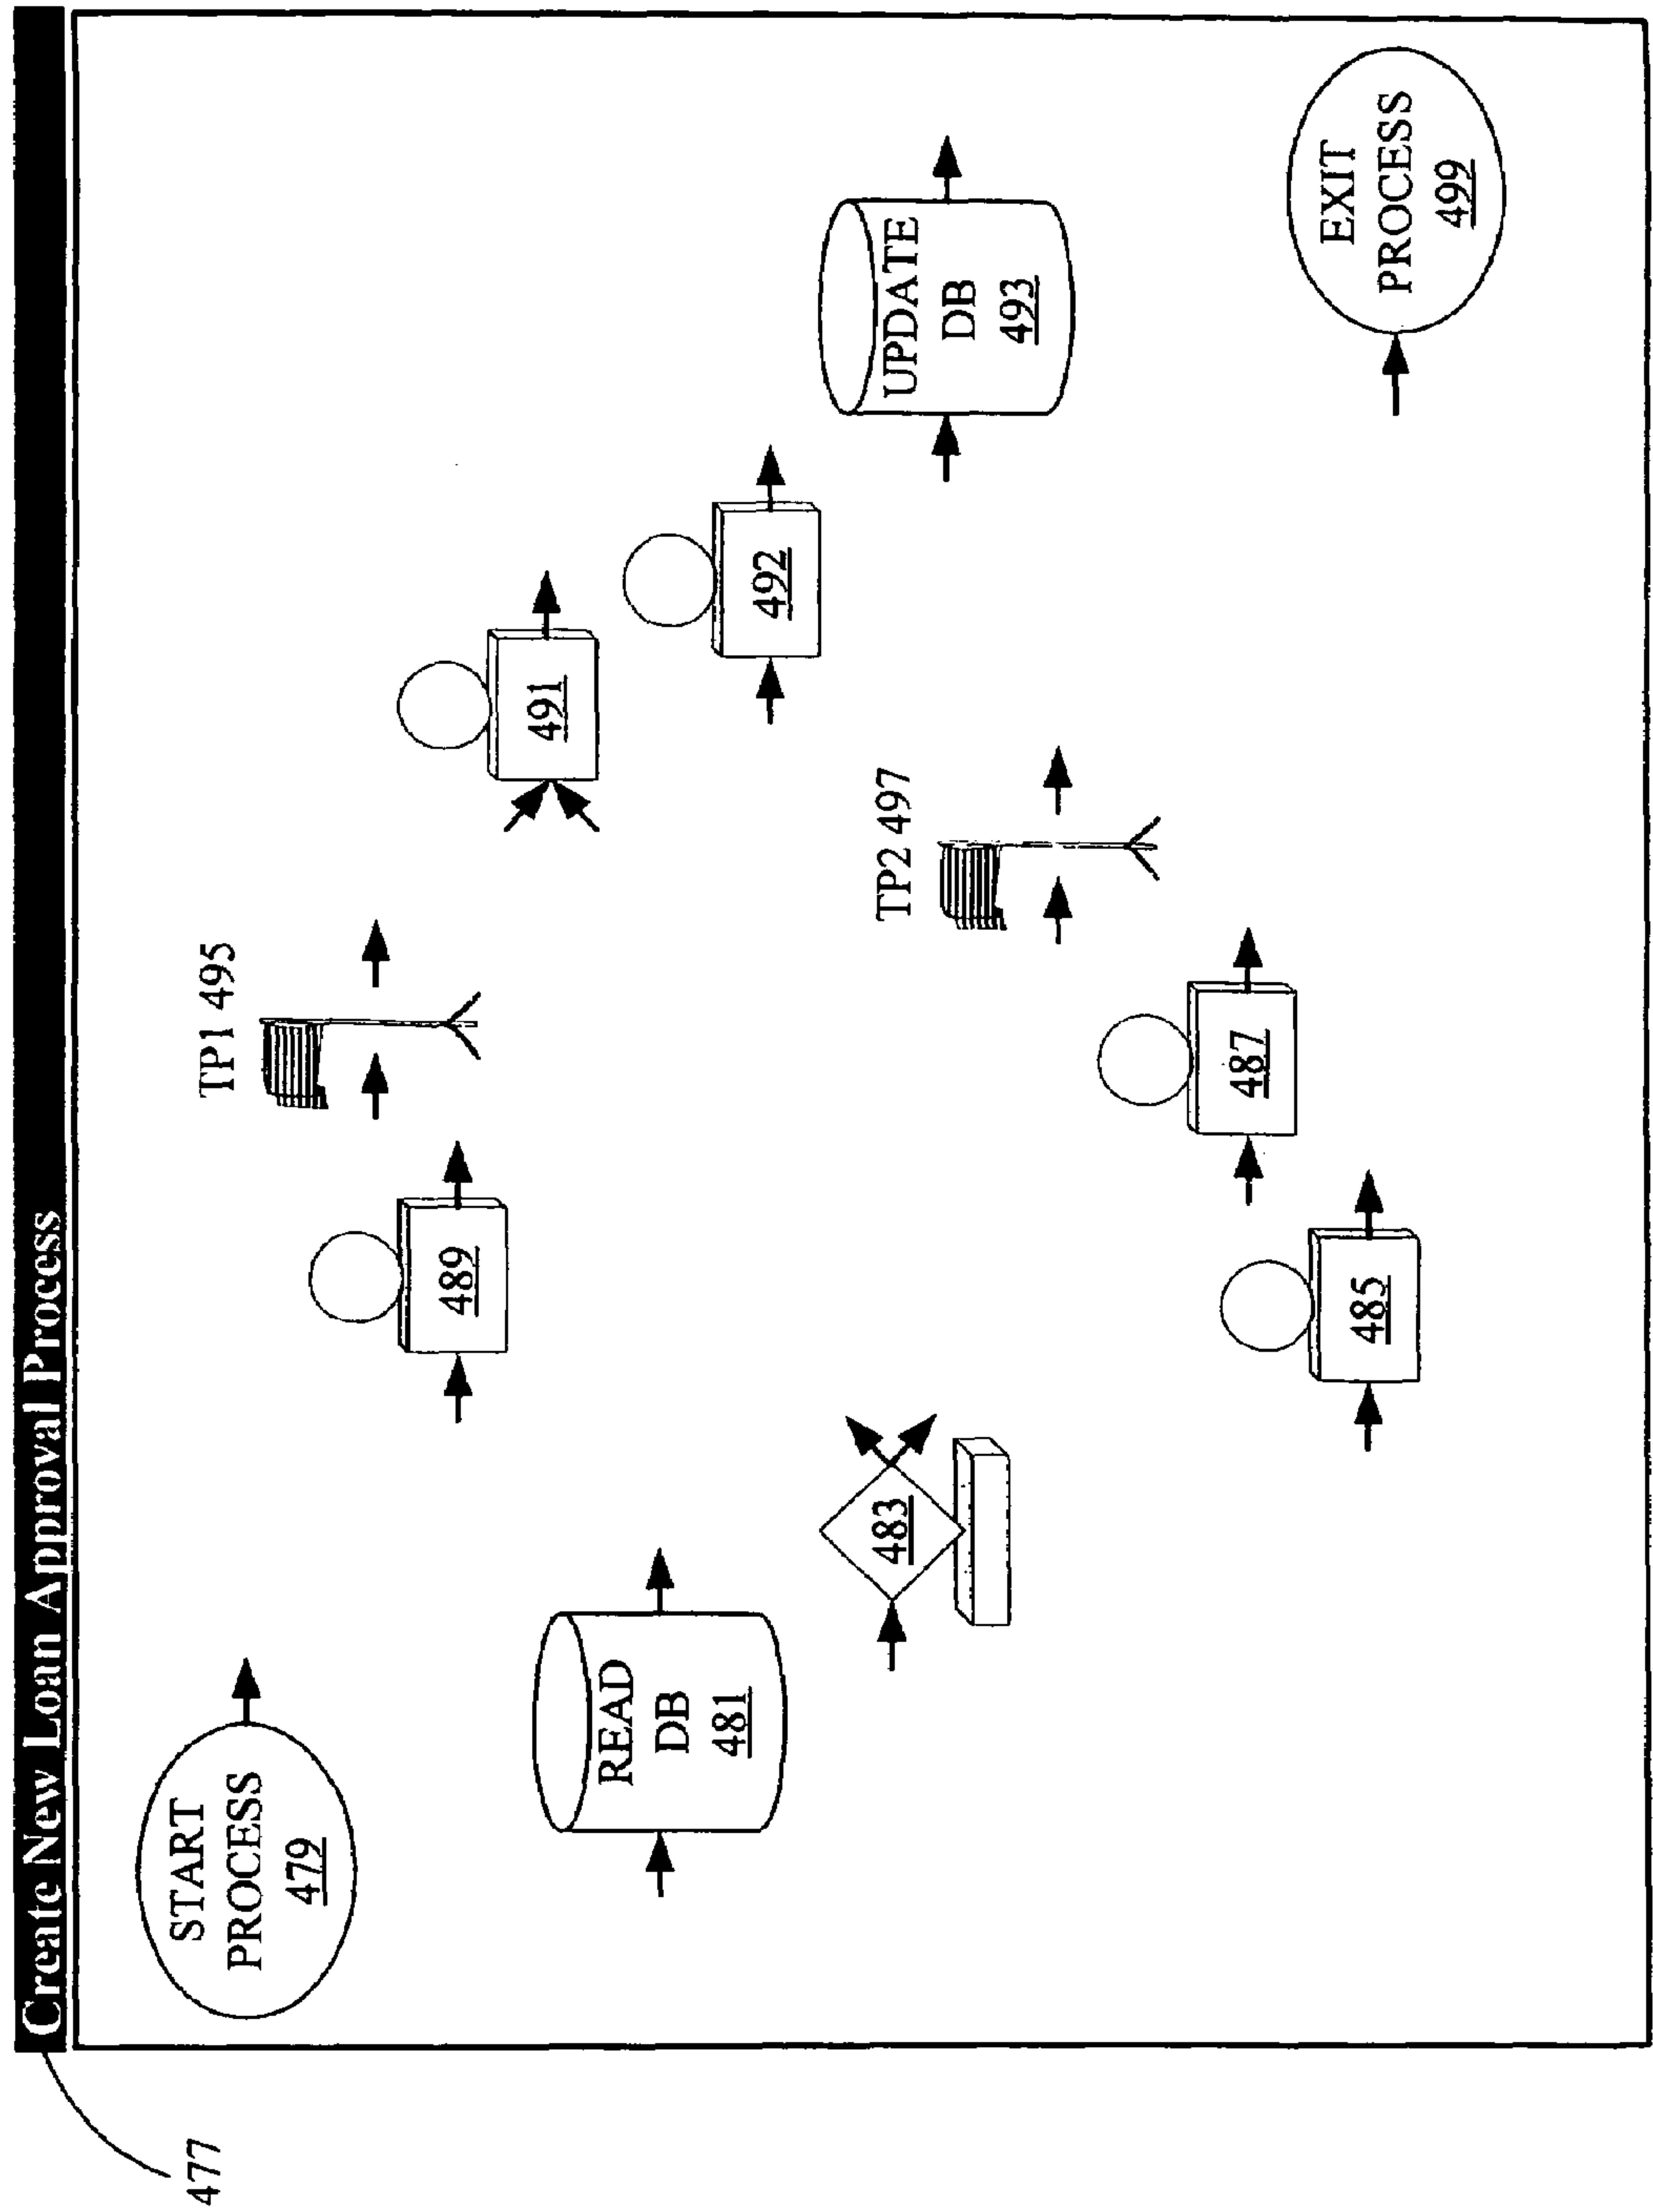 Create New Loan Approval Process
477
START
PROCESS
479
READ
DB
481
483
489
TP1 495
485
487
TP2 497
491
492
UPDATE
DB
493
EXIT
PROCESS
499